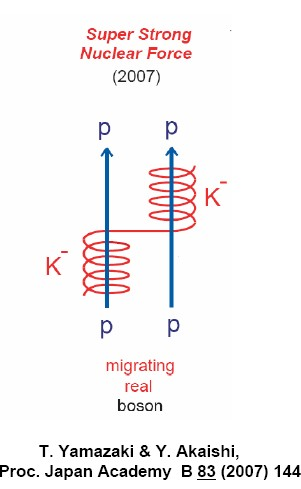 Super Strong
Nuclear Force
(2007)
p p
K⁻
K⁻
p p
migrating
real
boson
T. Yamazaki & Y. Akaishi,
Proc. Japan Academy B 83 (2007) 144